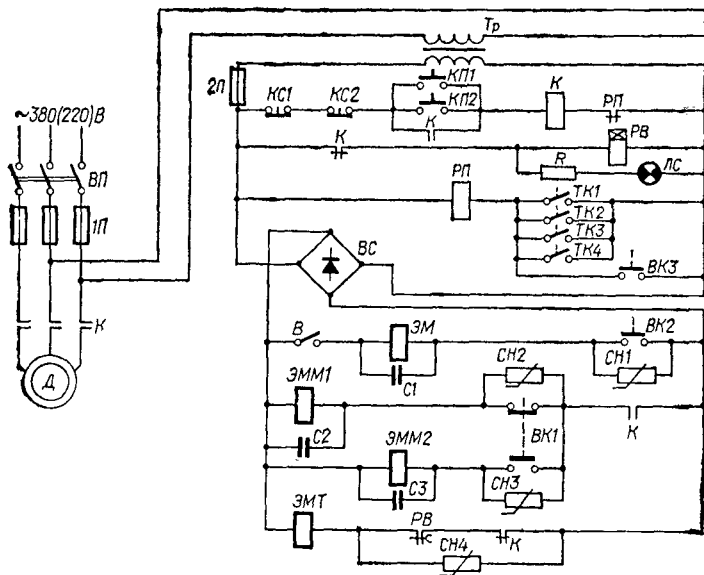 Тр
2П
КС1 КС2 КП1 К РП
КП2
К
~380(220)В
К РВ
ВП
РП R ЛС
1П
ТК1
ТК2
ТК3
ТК4
ВС
ВК3
К
В ЭМ ВК2
Д
С1 СН2 СН1
ЭММ1
С2 ЭММ2 ВК1 К
С3 СН3
ЭМТ РВ К
СН4